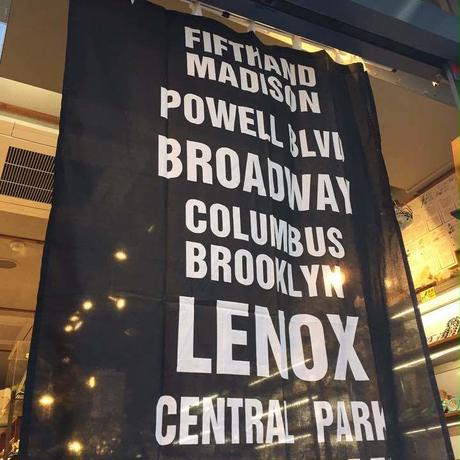 FIFTHAND
MADISON
POWELL BLVD
BROADWAY
COLUMBUS
BROOKLYN
LENOX
CENTRAL PARK